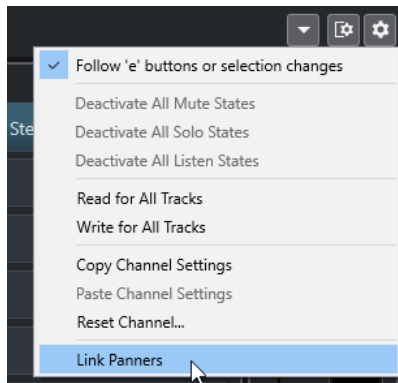 Follow 'e' buttons or selection changes
Deactivate All Mute States
Ste
Deactivate All Solo States
Deactivate All Listen States
Read for All Tracks
Write for All Tracks
Copy Channel Settings
Paste Channel Settings
Reset Channel...
Link Panners